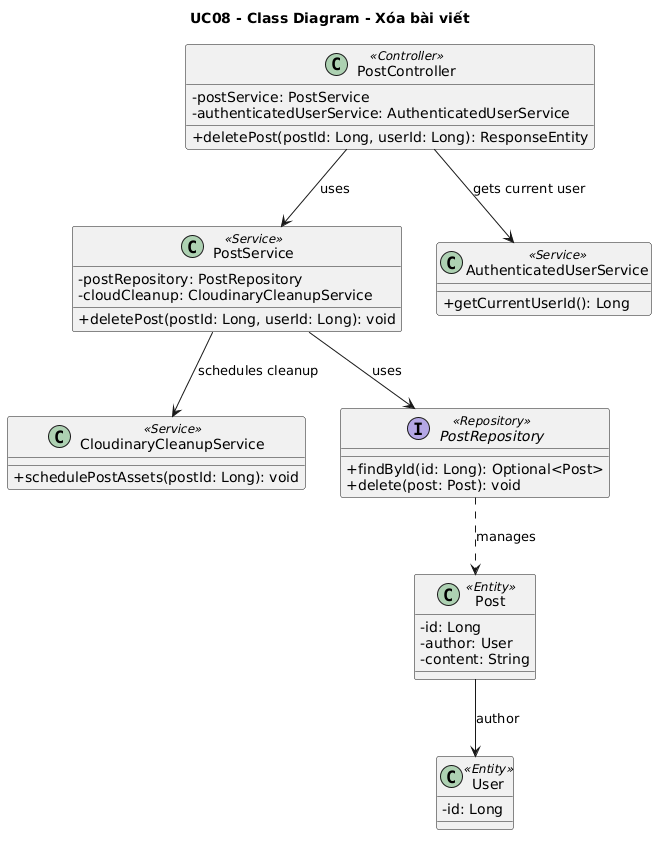 UC08 - Class Diagram - Xóa bài viết
C
«Controller»
PostController
-postService: PostService
-authenticatedUserService: AuthenticatedUserService
+deletePost(postId: Long, userId: Long): ResponseEntity
uses
gets current user
C
«Service»
PostService
-postRepository: PostRepository
-cloudCleanup: CloudinaryCleanupService
+deletePost(postId: Long, userId: Long): void
C
«Service»
AuthenticatedUserService
+getCurrentUserId(): Long
schedules cleanup
uses
C
«Service»
CloudinaryCleanupService
+schedulePostAssets(postId: Long): void
I
«Repository»
PostRepository
+findById(id: Long): Optional<Post>
+delete(post: Post): void
manages
C
«Entity»
Post
-id: Long
-author: User
-content: String
author
C
«Entity»
User
-id: Long